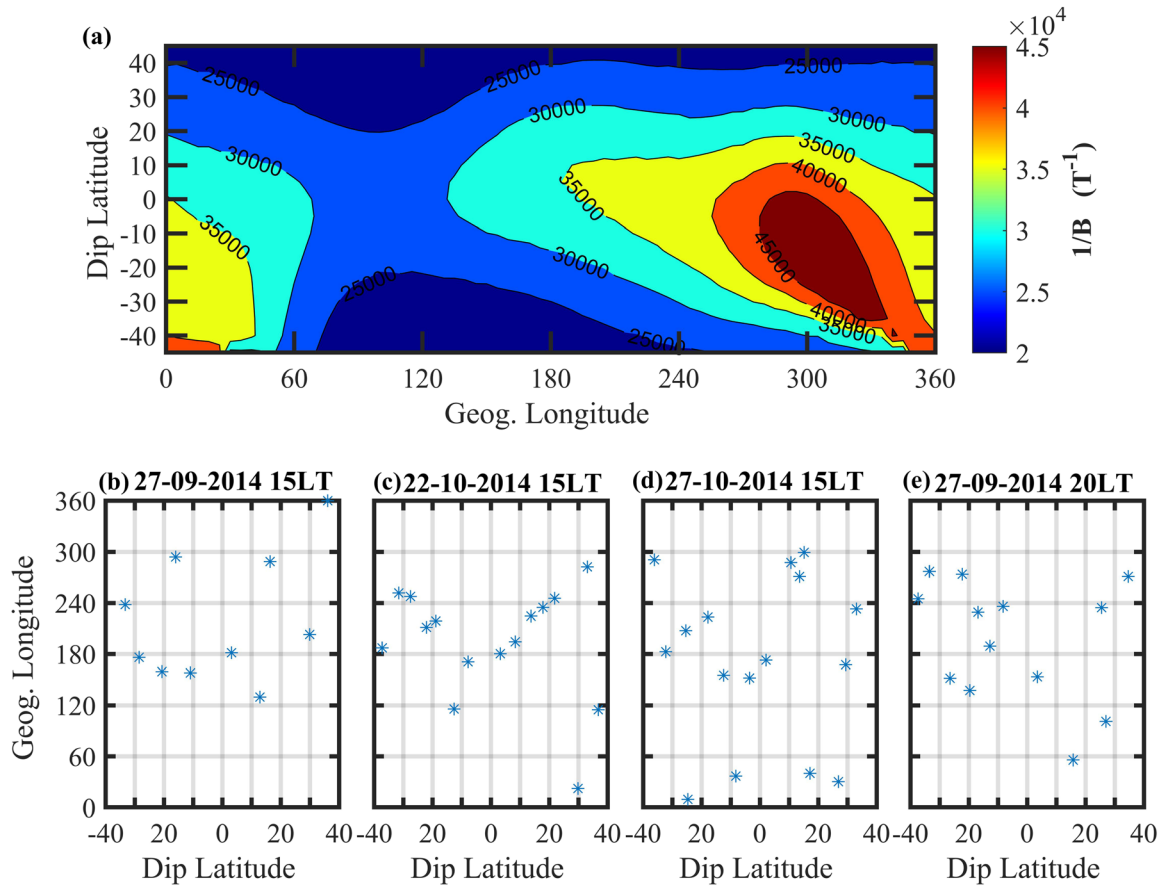 (a)
×10⁴
40
30
20
10
0
-10
-20
-30
-40
Dip Latitude
25000
25000
25000
30000
30000
30000
35000
35000
40000
35000
45000
30000
25000
40000
35000
25000
4.5
4
3.5
3
2.5
2
1/B (T⁻¹)
0 60 120 180 240 300 360
Geog. Longitude
(b) 27-09-2014 15LT
(c) 22-10-2014 15LT
(d) 27-10-2014 15LT
(e) 27-09-2014 20LT
360
300
240
180
120
60
0
Geog. Longitude
-40 -20 0 20 40
-40 -20 0 20 40
-40 -20 0 20 40
-40 -20 0 20 40
Dip Latitude
Dip Latitude
Dip Latitude
Dip Latitude